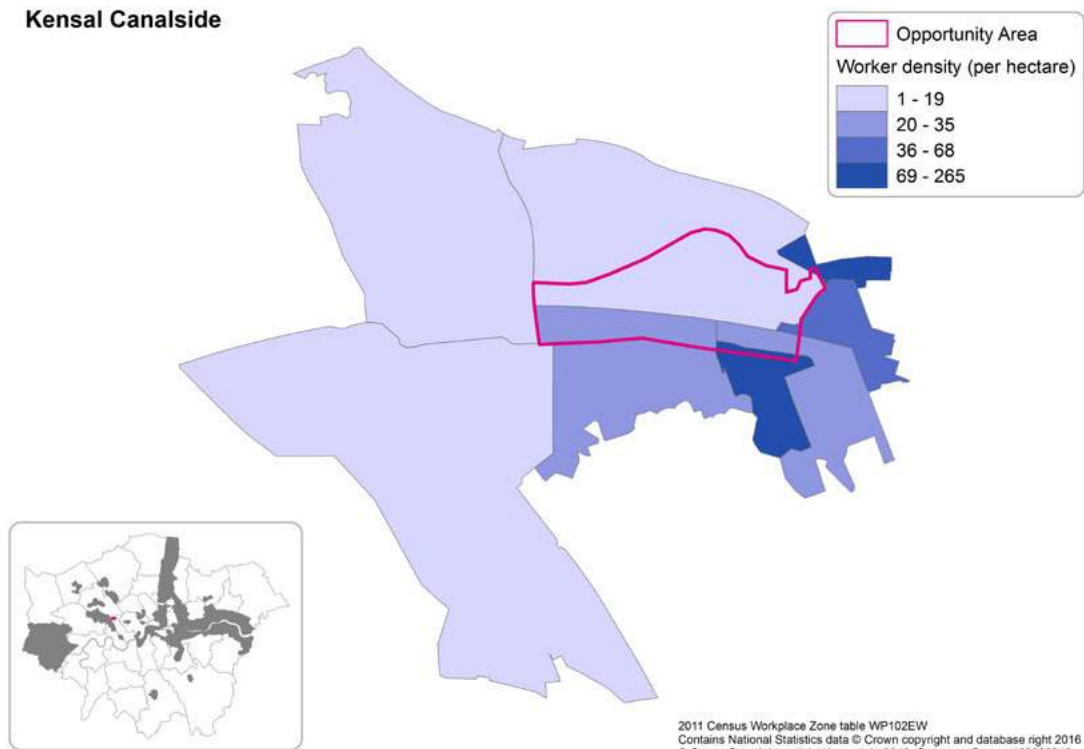 Kensal Canalside
Opportunity Area
Worker density (per hectare)
1 - 19
20 - 35
36 - 68
69 - 265
2011 Census Workplace Zone table WP102EW
Contains National Statistics data © Crown copyright and database right 2016